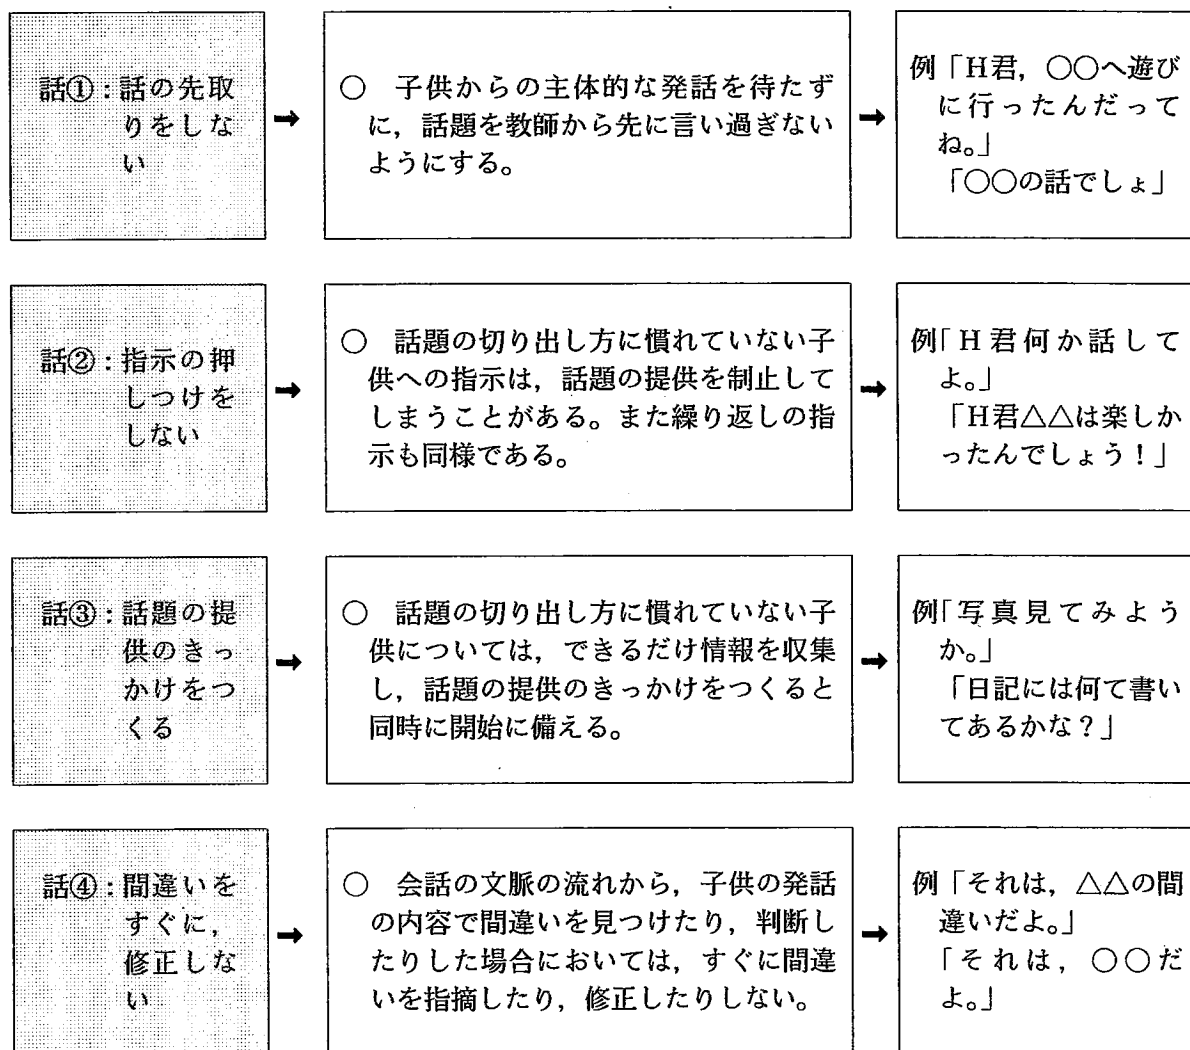 話①：話の先取
りをしな
い
○　子供からの主体的な発話を待たず
に，話題を教師から先に言い過ぎない
ようにする。
例「H君，○○へ遊び
に行ったんだって
ね。」
「○○の話でしょ」
話②：指示の押
しつけを
しない
○　話題の切り出し方に慣れていない子
供への指示は，話題の提供を制止して
しまうことがある。また繰り返しの指
示も同様である。
例「H君何か話して
よ。」
「H君△△は楽しか
ったんでしょう！」
話③：話題の提
供のきっ
かけをつ
くる
○　話題の切り出し方に慣れていない子
供については，できるだけ情報を収集
し，話題の提供のきっかけをつくると
同時に開始に備える。
例「写真見てみよう
か。」
「日記には何て書い
てあるかな？」
話④：間違いを
すぐに，
修正しな
い
○　会話の文脈の流れから，子供の発話
の内容で間違いを見つけたり，判断し
たりした場合においては，すぐに間違
いを指摘したり，修正したりしない。
例「それは，△△の間
違いだよ。」
「それは，○○だ
よ。」